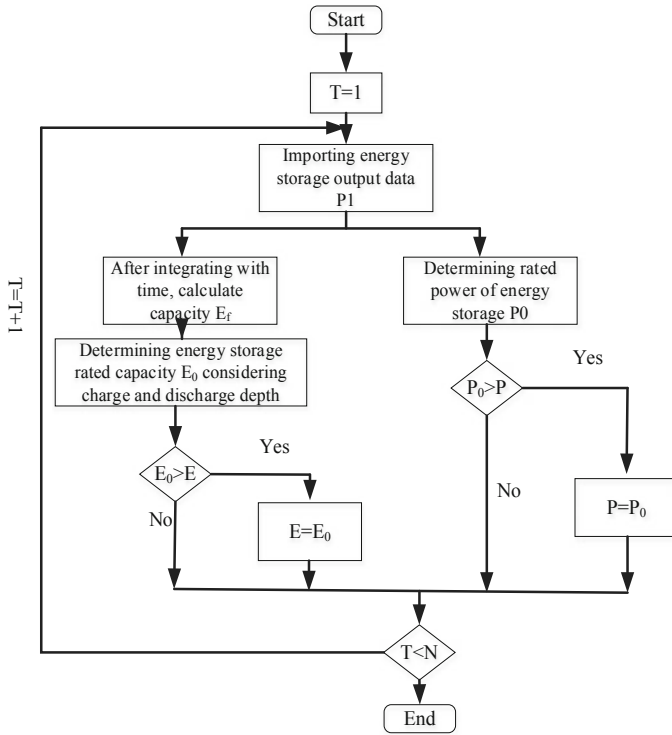 Start
T=1
Importing energy
storage output data
P1
After integrating with
time, calculate
capacity E_f
Determining rated
power of energy
storage P0
T=T+1
Determining energy storage
rated capacity E₀ considering
charge and discharge depth
Yes
P₀>P
Yes
E₀>E
No
No
E=E₀
P=P₀
T<N
End